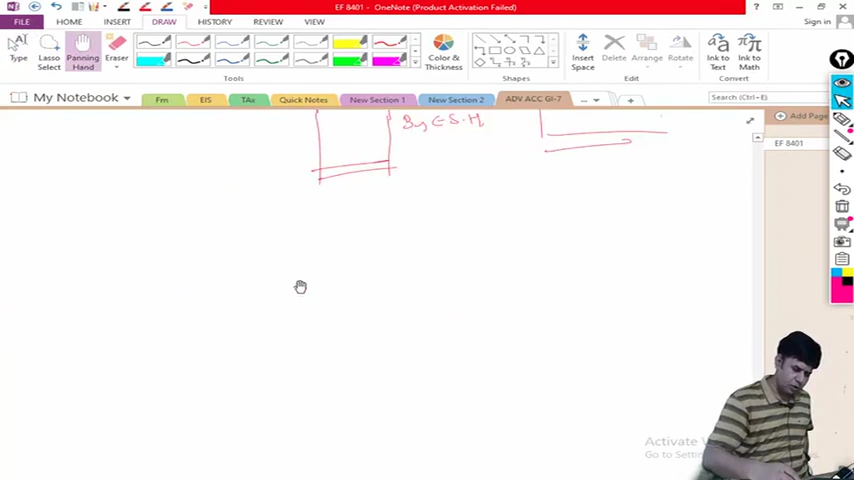 EF 8401 - OneNote (Product Activation Failed)
FILE HOME INSERT DRAW HISTORY REVIEW VIEW Sign in
Type Lasso Select Panning Hand Eraser Color & Thickness Insert Space Delete Arrange Rotate Ink to Text Ink to Math
Tools Shapes Edit Convert
My Notebook Fm EIS TAx Quick Notes New Section 1 New Section 2 ADV ACC GI-7 ... Search (Ctrl+E)
By E·S·H
Add Page
EF 8401
Activate
Go to Setting